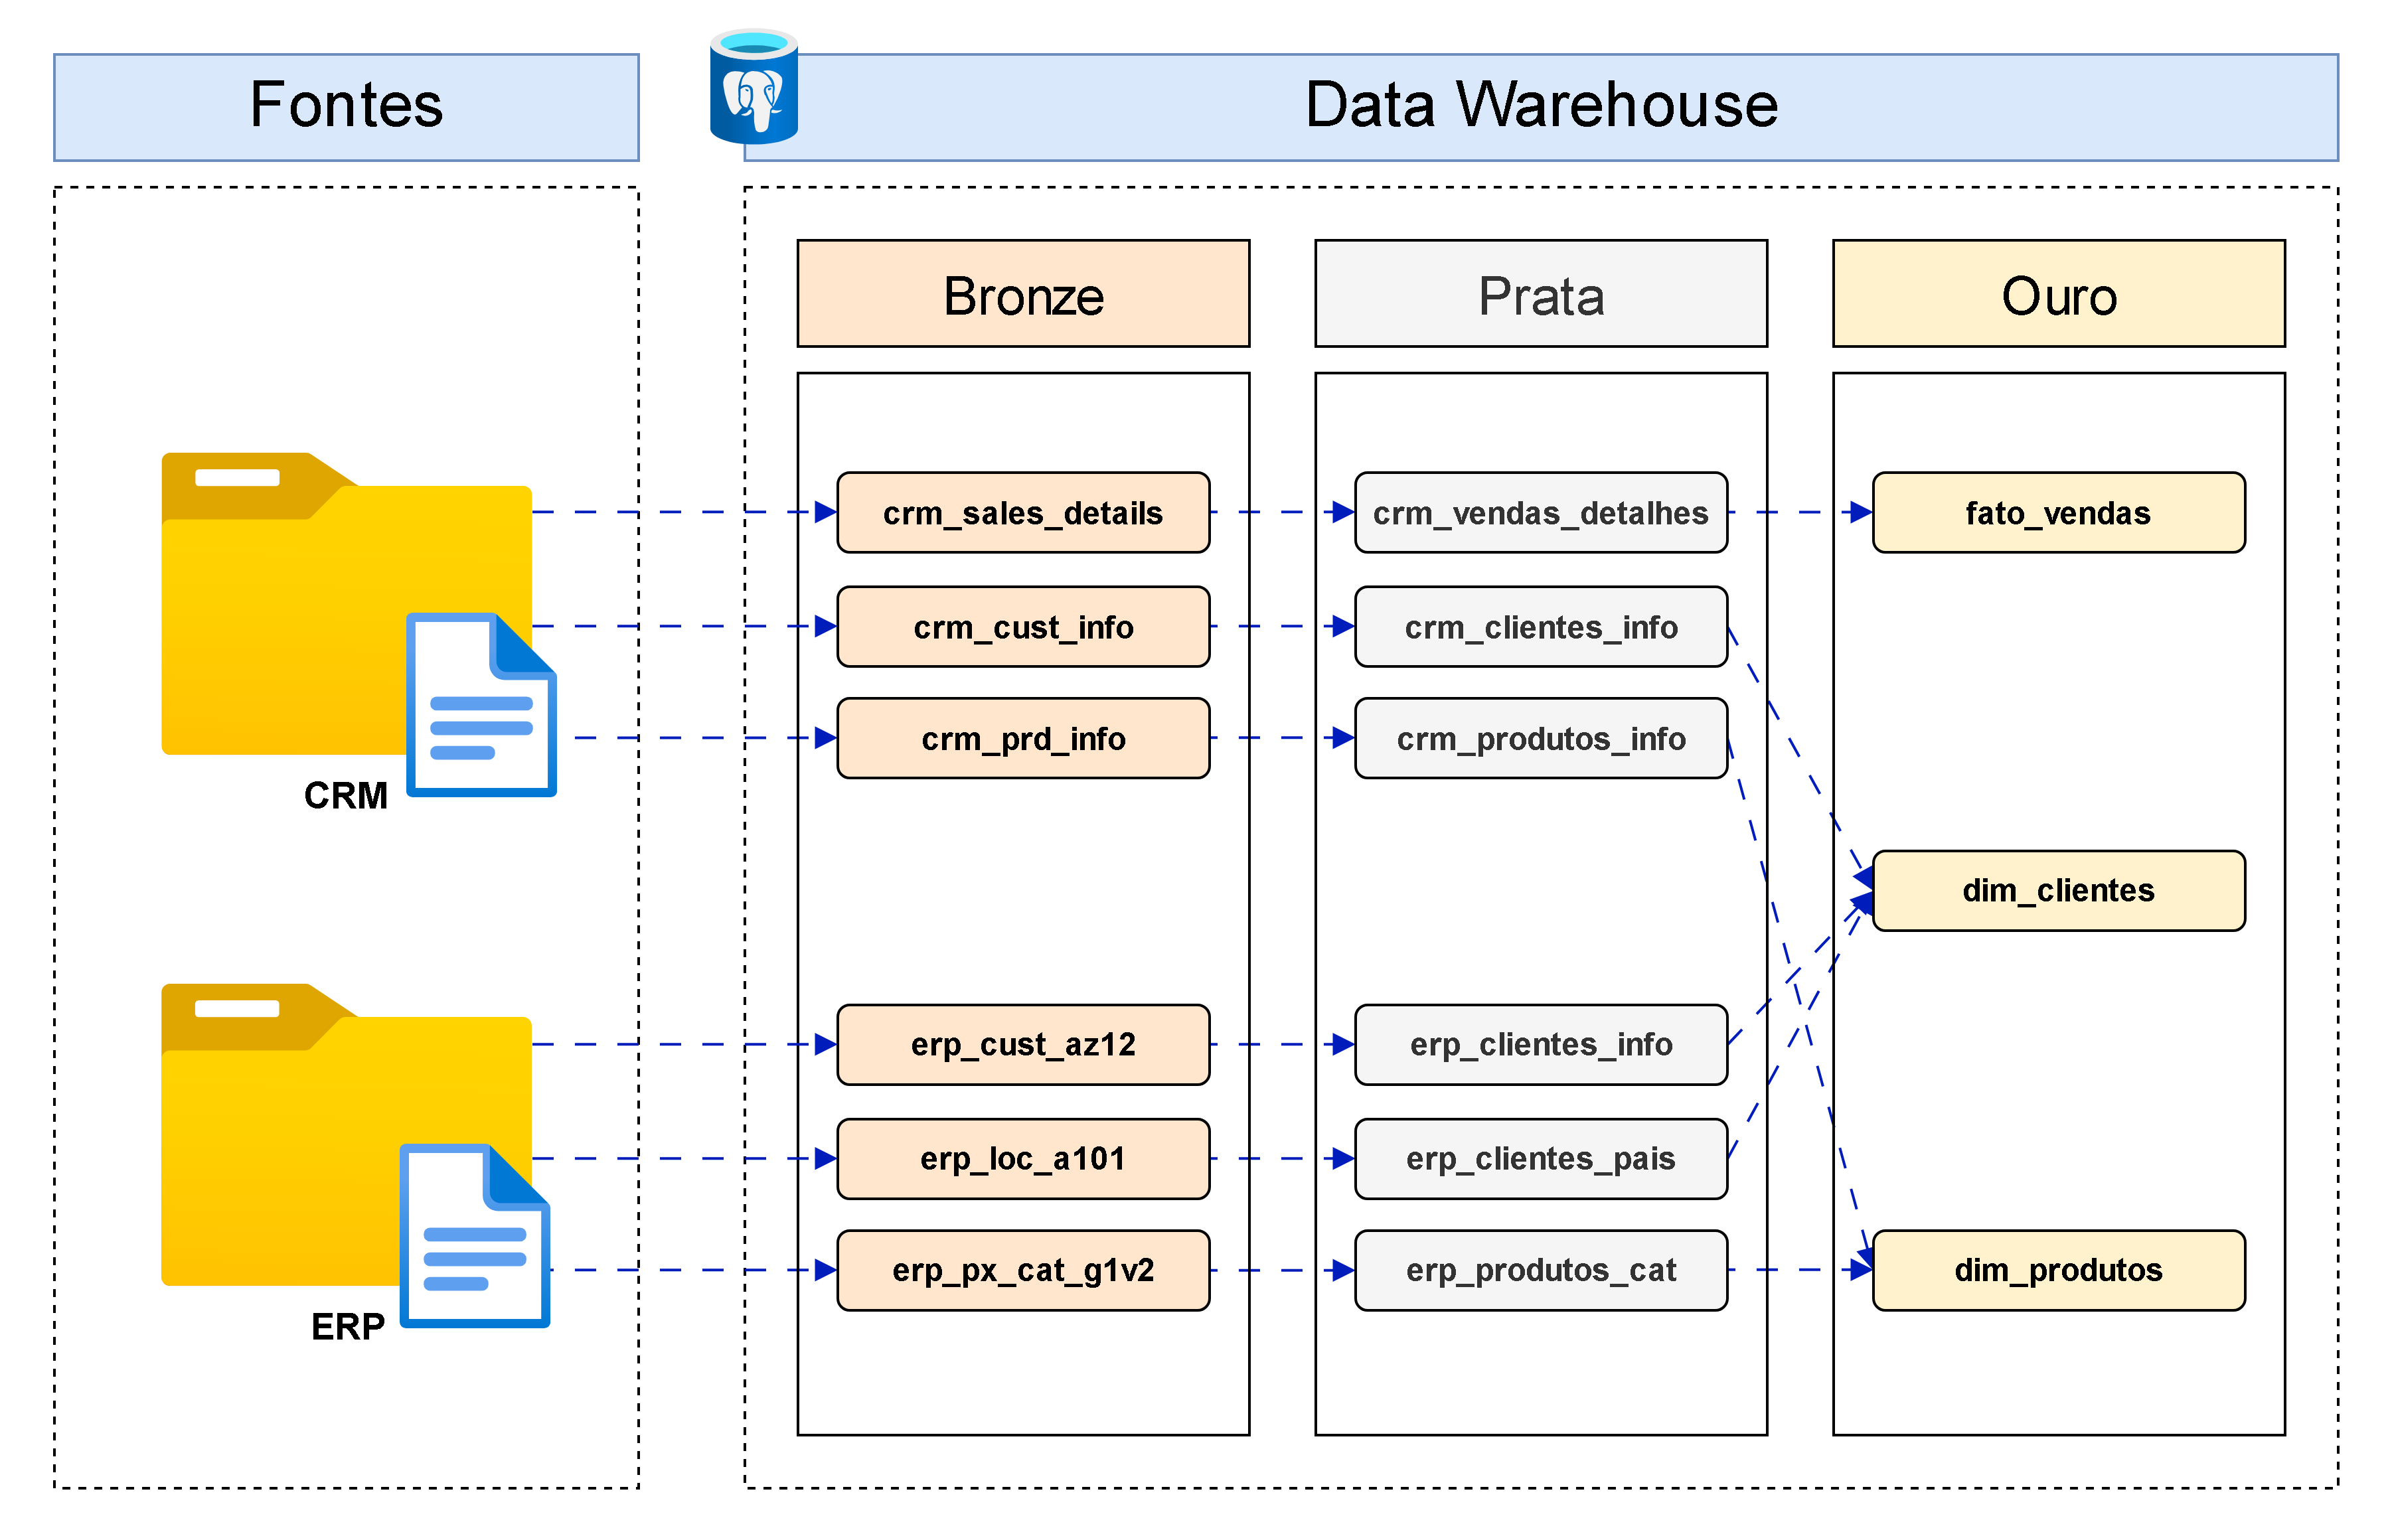 Fontes
Data Warehouse
Bronze
Prata
Ouro
crm_sales_details
crm_vendas_detalhes
fato_vendas
crm_cust_info
crm_clientes_info
crm_prd_info
crm_produtos_info
CRM
dim_clientes
erp_cust_az12
erp_clientes_info
erp_loc_a101
erp_clientes_pais
erp_px_cat_g1v2
erp_produtos_cat
dim_produtos
ERP